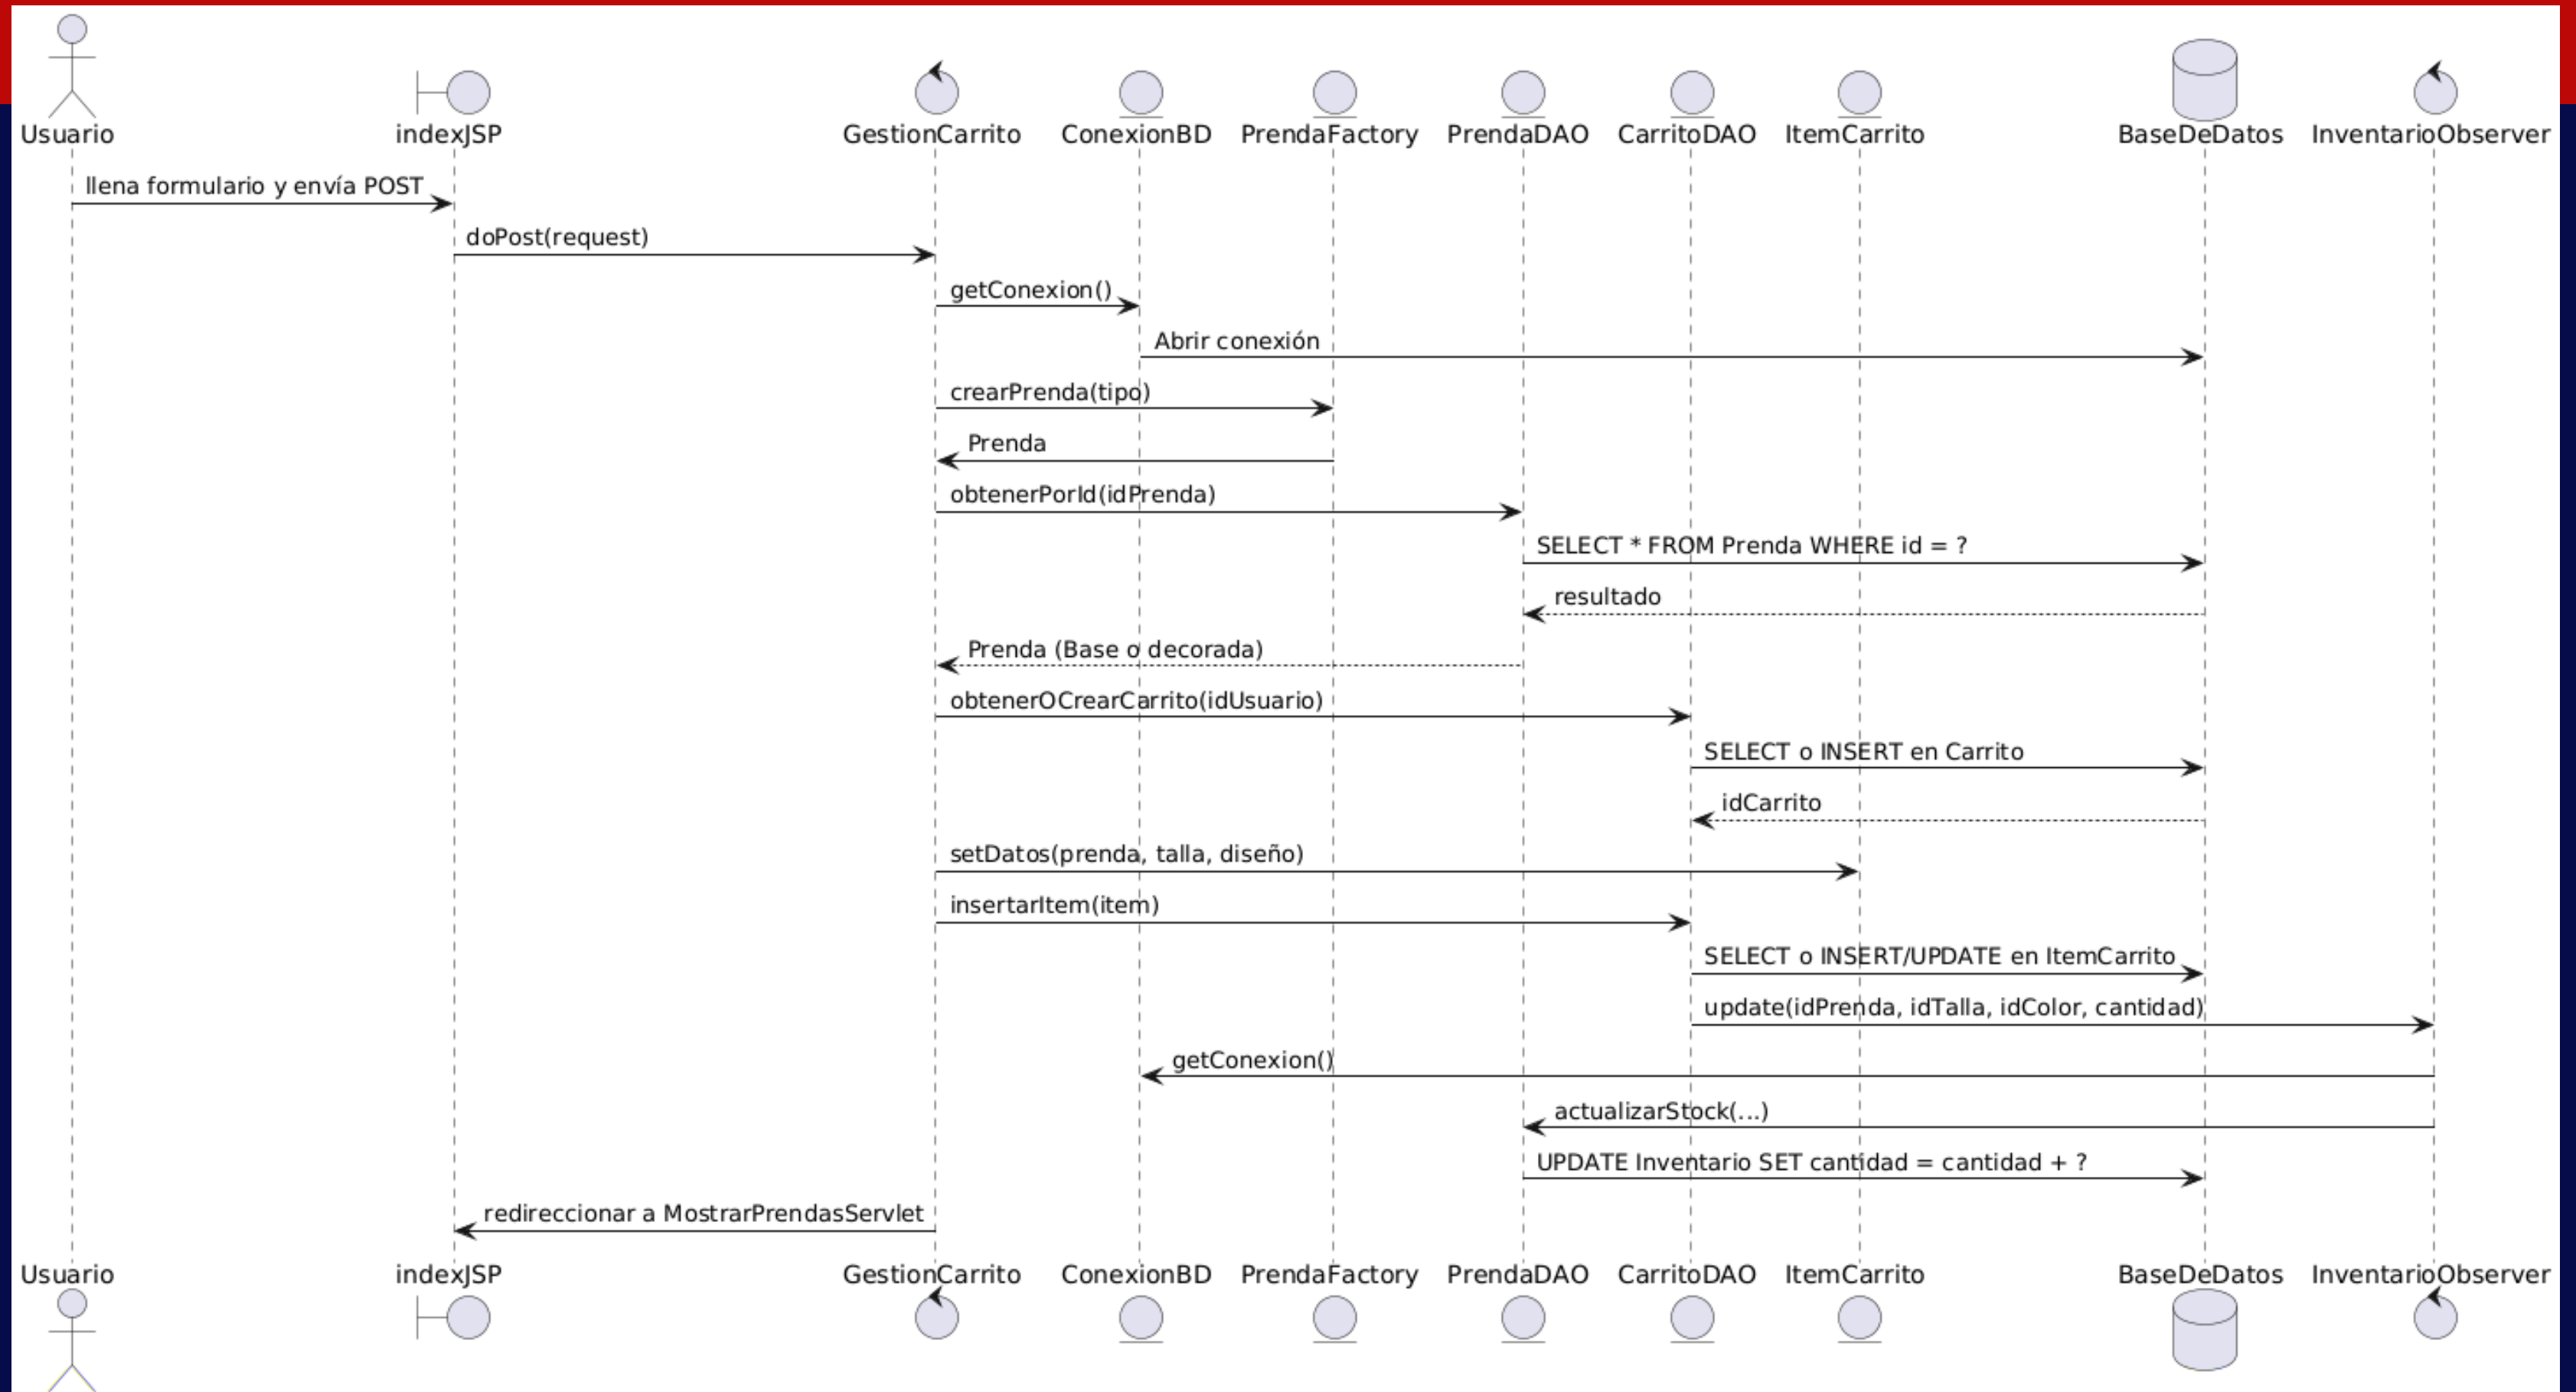 Usuario
indexJSP
GestionCarrito
ConexionBD
PrendaFactory
PrendaDAO
CarritoDAO
ItemCarrito
BaseDeDatos
InventarioObserver
llena formulario y envía POST
doPost(request)
getConexion()
Abrir conexión
crearPrenda(tipo)
Prenda
obtenerPorId(idPrenda)
SELECT * FROM Prenda WHERE id = ?
resultado
Prenda (Base o decorada)
obtenerOCrearCarrito(idUsuario)
SELECT o INSERT en Carrito
idCarrito
setDatos(prenda, talla, diseño)
insertarItem(item)
SELECT o INSERT/UPDATE en ItemCarrito
update(idPrenda, idTalla, idColor, cantidad)
getConexion()
actualizarStock(...)
UPDATE Inventario SET cantidad = cantidad + ?
redireccionar a MostrarPrendasServlet
Usuario
indexJSP
GestionCarrito
ConexionBD
PrendaFactory
PrendaDAO
CarritoDAO
ItemCarrito
BaseDeDatos
InventarioObserver